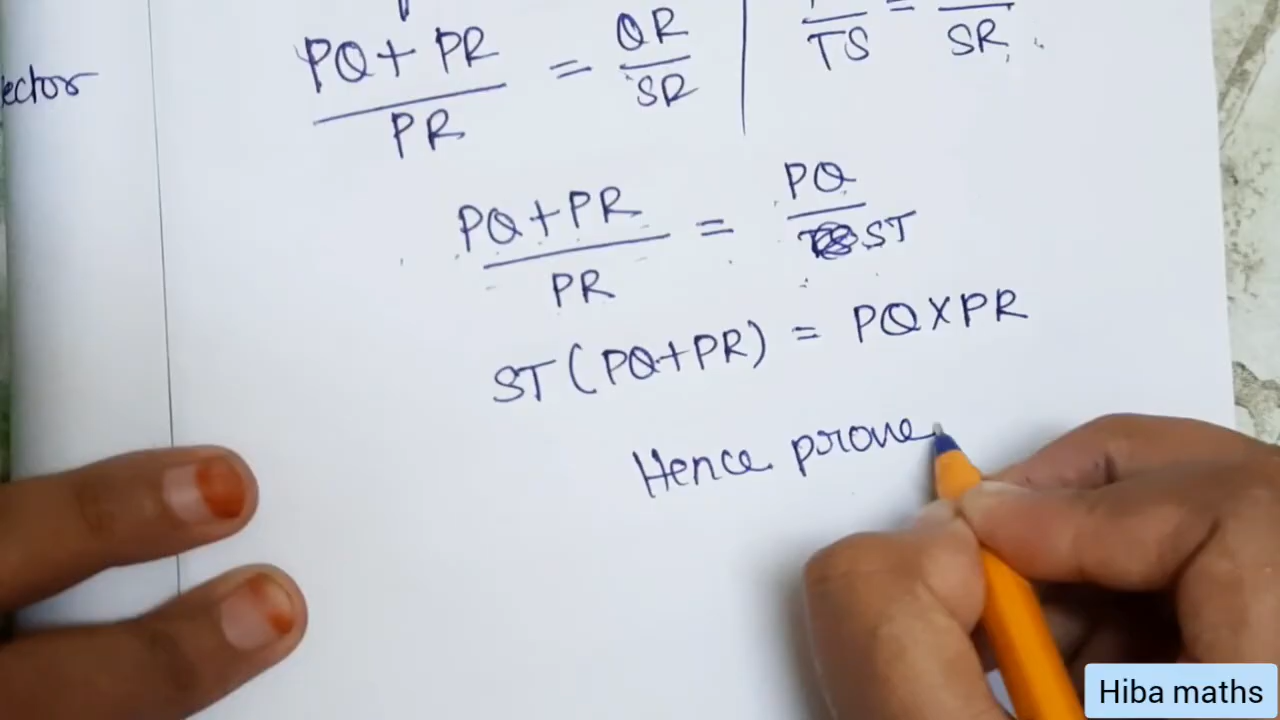 ector
PQ + PR / PR = QR / SR
TS = SR
PQ + PR / PR = PQ / ST
ST ( PQ + PR ) = PQ X PR
Hence prove
Hiba maths